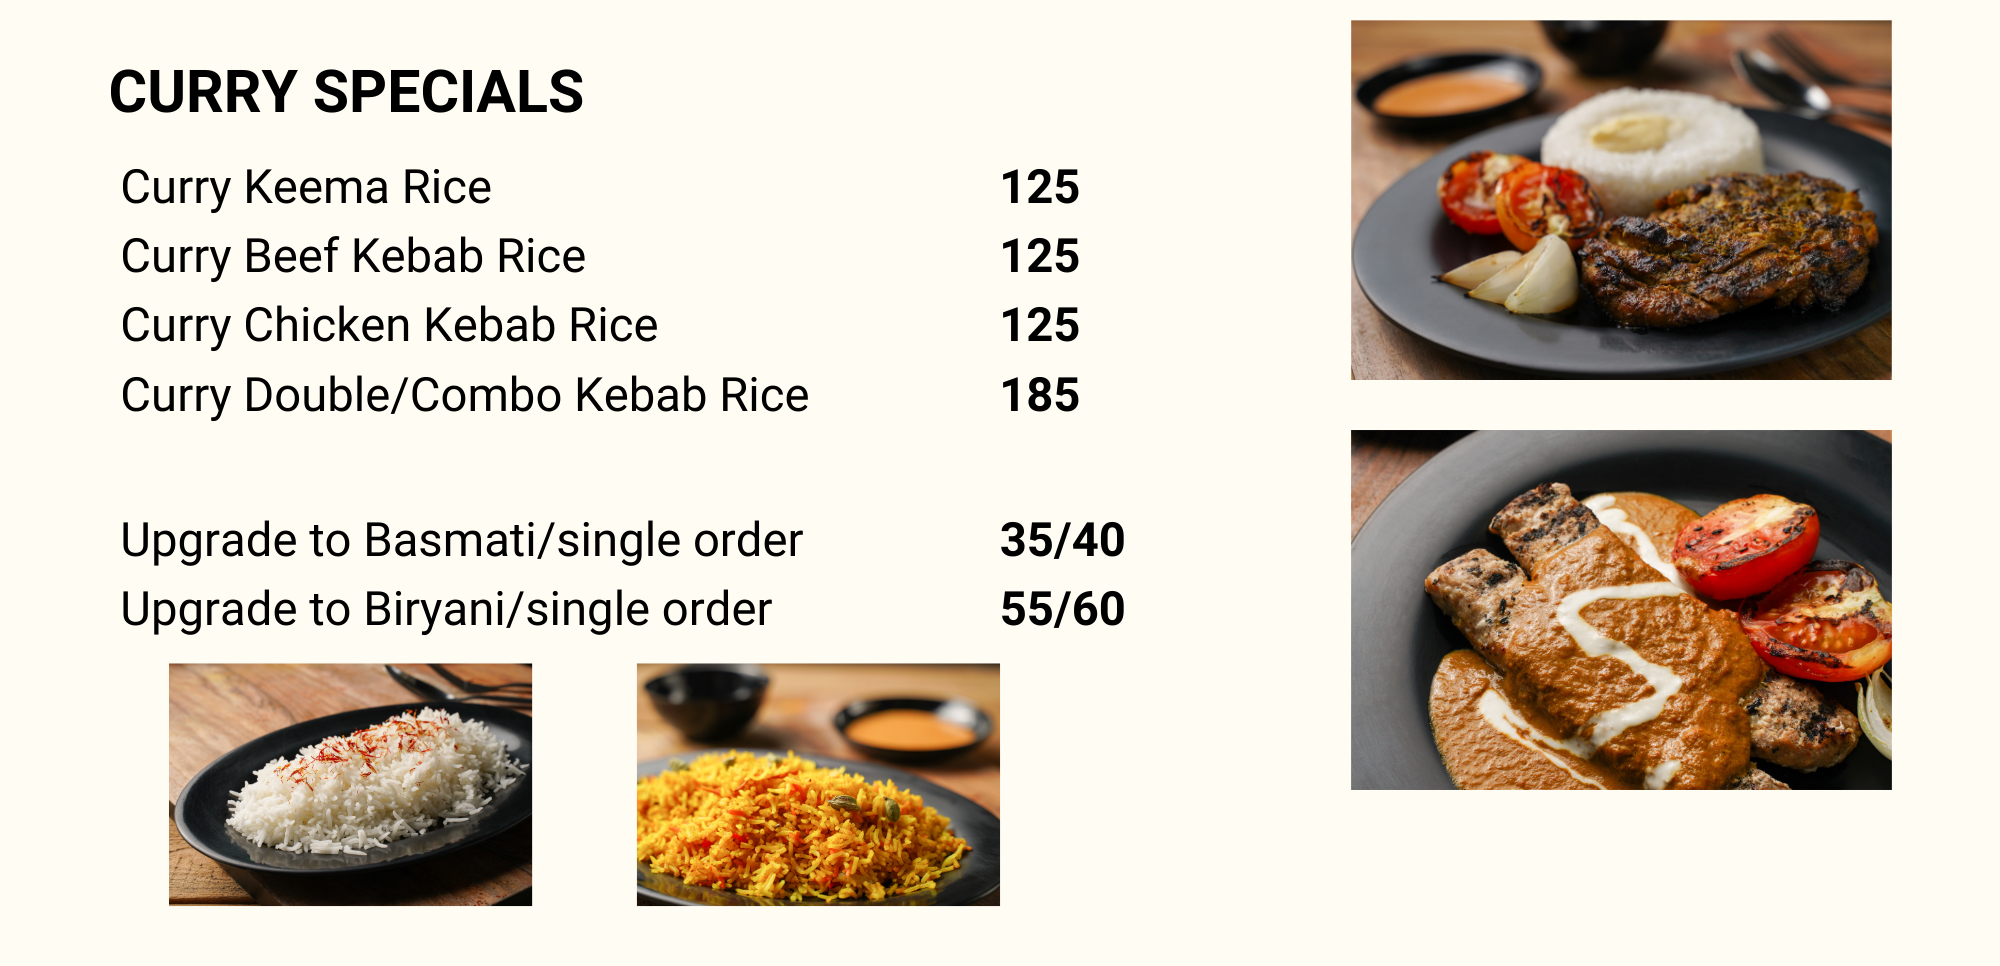 CURRY SPECIALS
Curry Keema Rice 125
Curry Beef Kebab Rice 125
Curry Chicken Kebab Rice 125
Curry Double/Combo Kebab Rice 185
Upgrade to Basmati/single order 35/40
Upgrade to Biryani/single order 55/60